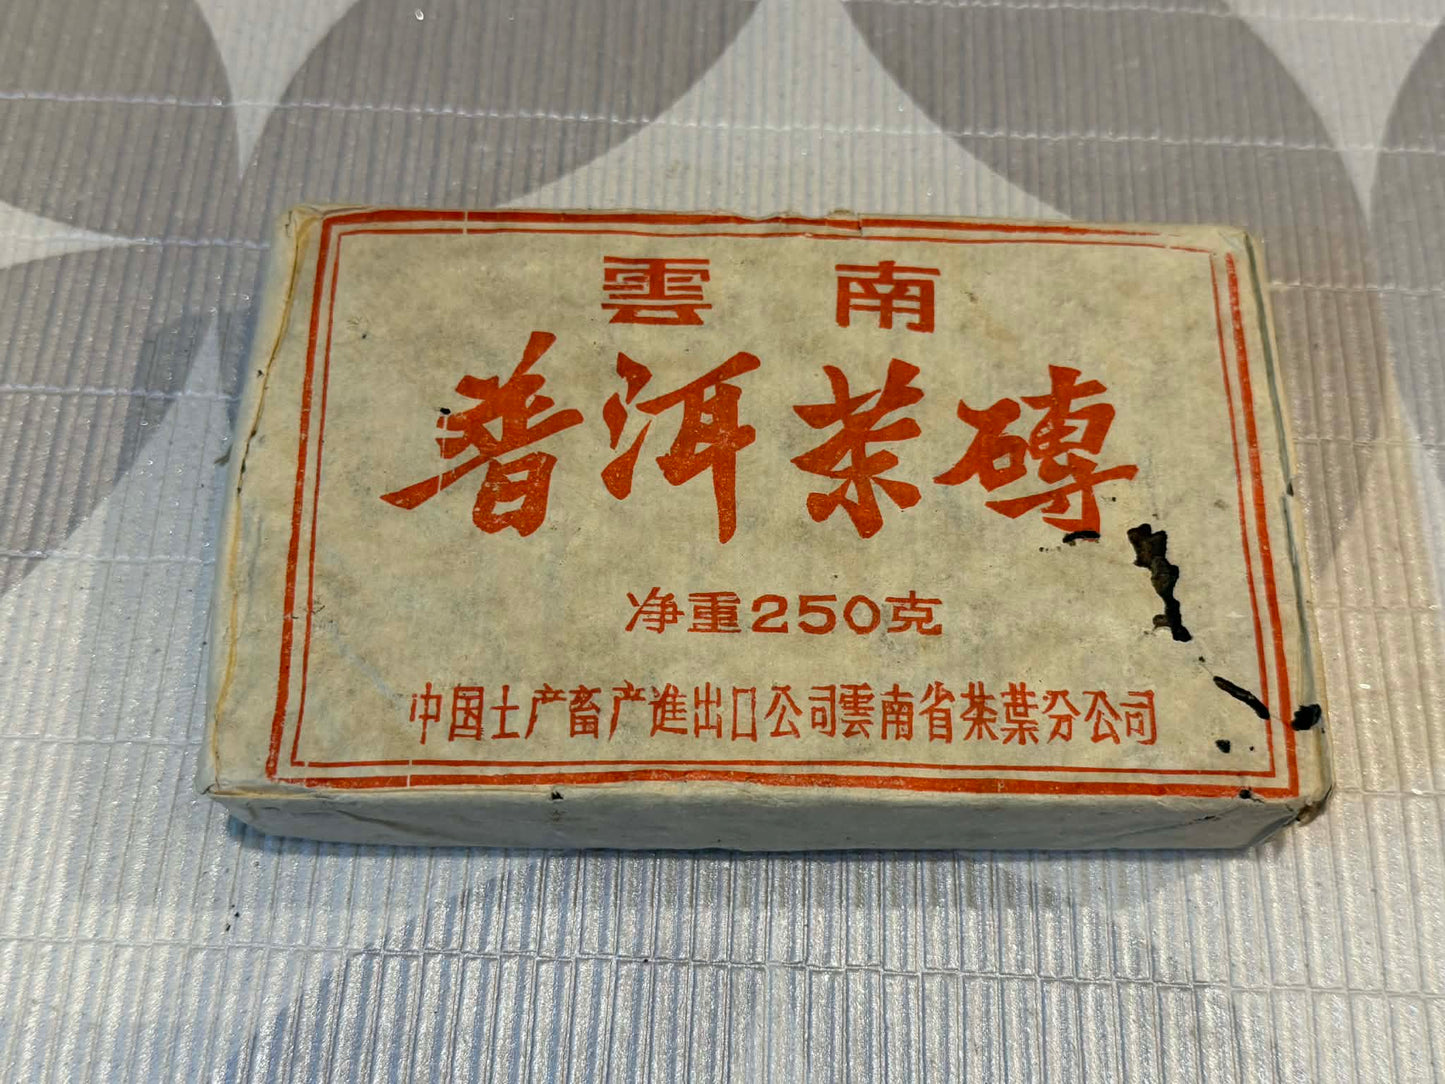 雲南
普洱茶磚
净重250克
中国土产畜产進出口公司雲南省茶葉分公司